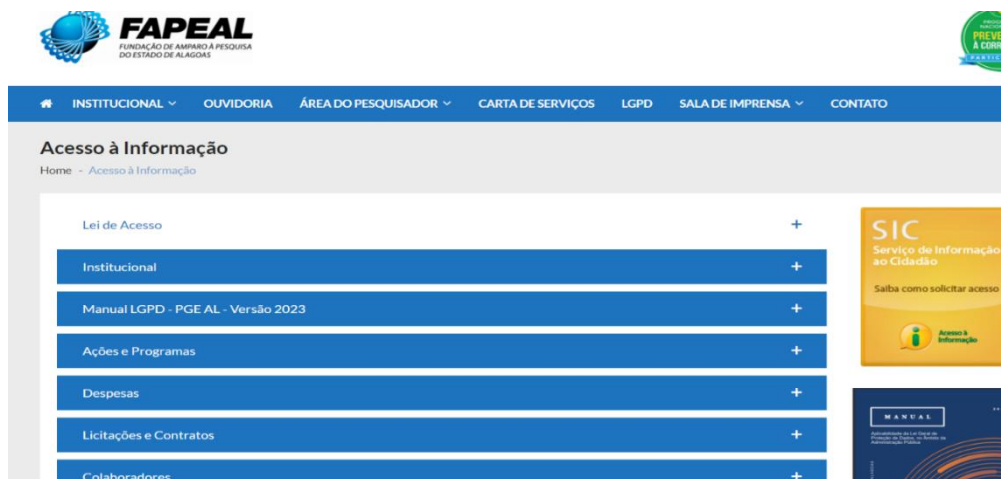 FAPEAL
FUNDAÇÃO DE AMPARO À PESQUISA
DO ESTADO DE ALAGOAS
INSTITUCIONAL
OUVIDORIA
ÁREA DO PESQUISADOR
CARTA DE SERVIÇOS
LGPD
SALA DE IMPRENSA
CONTATO
Acesso à Informação
Home - Acesso à Informação
Lei de Acesso +
Institucional +
Manual LGPD - PGE AL - Versão 2023 +
Ações e Programas +
Despesas +
Licitações e Contratos +
Colaboradores +
SIC
Serviço de Informação
ao Cidadão
Saiba como solicitar acesso
Acesso à
Informação
MANUAL